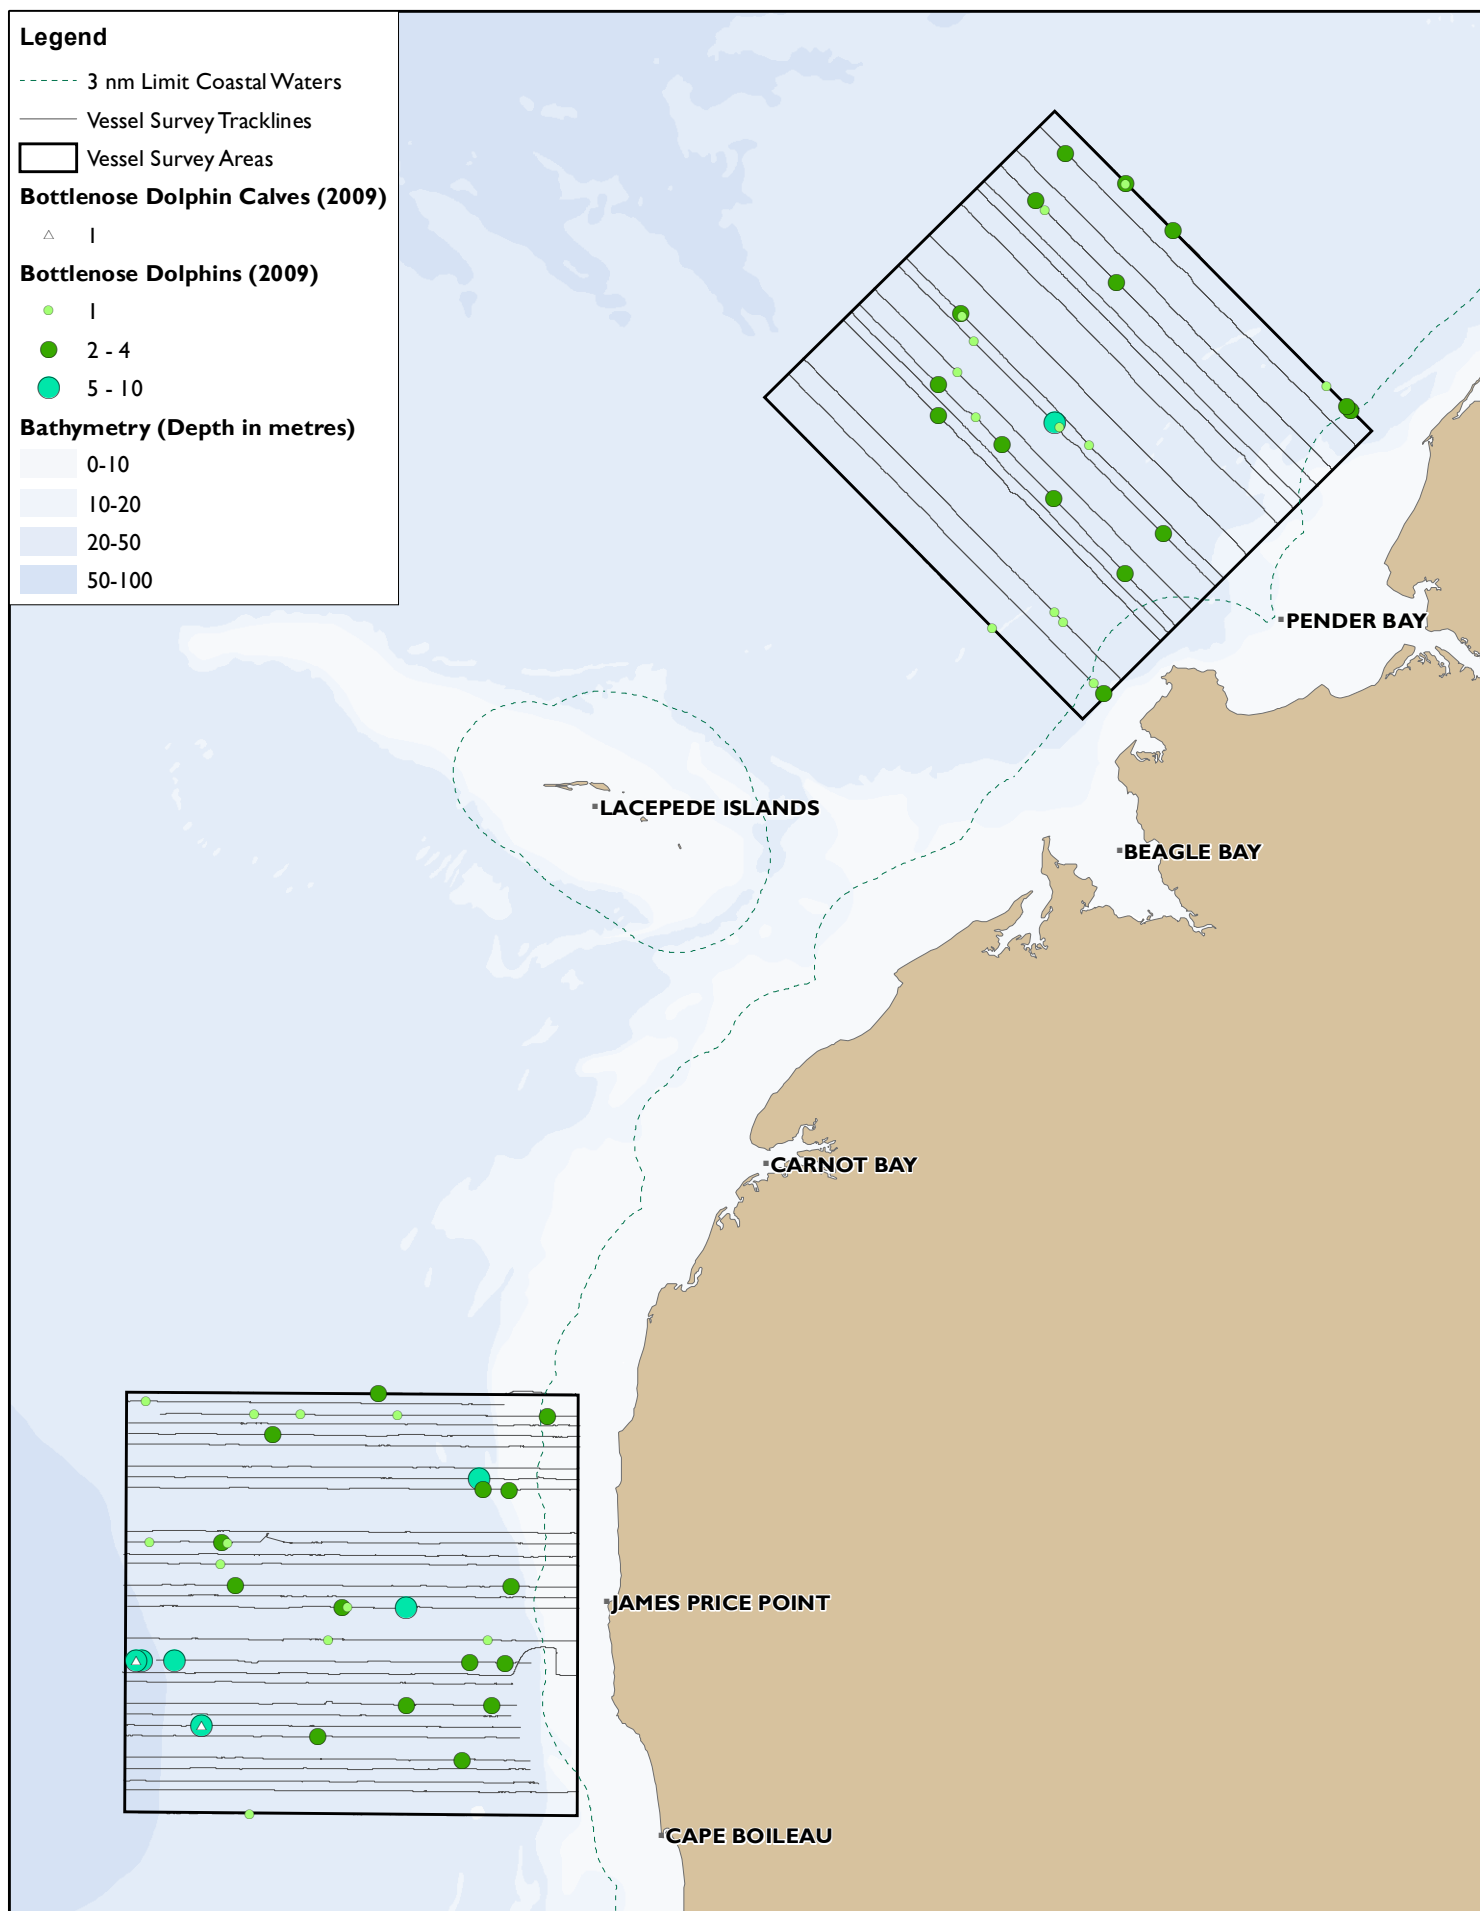 Legend
3 nm Limit Coastal Waters
Vessel Survey Tracklines
Vessel Survey Areas
Bottlenose Dolphin Calves (2009)
1
Bottlenose Dolphins (2009)
1
2 - 4
5 - 10
Bathymetry (Depth in metres)
0-10
10-20
20-50
50-100
PENDER BAY
LACEPEDE ISLANDS
BEAGLE BAY
CARNOT BAY
JAMES PRICE POINT
CAPE BOILEAU